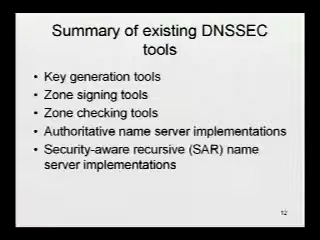 Summary of existing DNSSEC
tools
• Key generation tools
• Zone signing tools
• Zone checking tools
• Authoritative name server implementations
• Security-aware recursive (SAR) name
server implementations
12